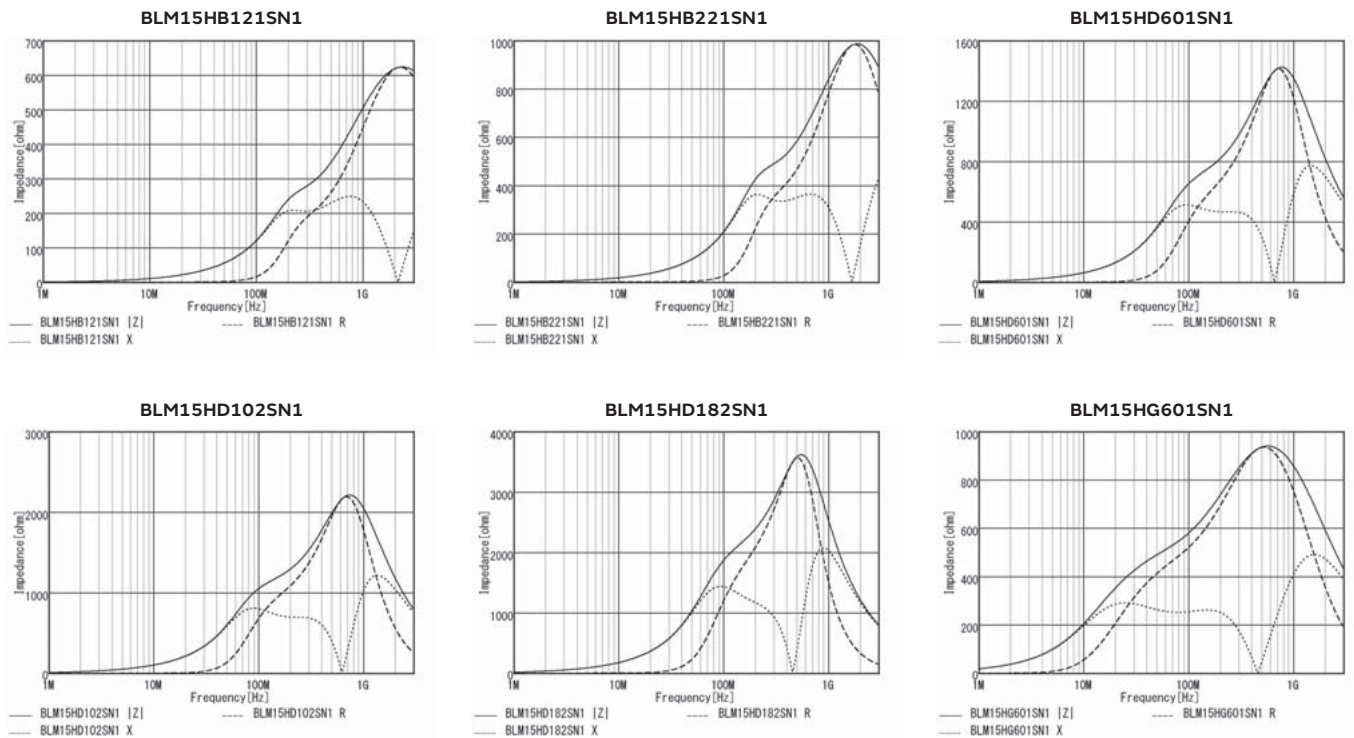 BLM15HB121SN1
700
600
500
400
300
200
100
0
Impedance[ohm]
1M 10M 100M 1G
Frequency[Hz]
BLM15HB121SN1 |Z| BLM15HB121SN1 R
BLM15HB121SN1 X
BLM15HB221SN1
1000
800
600
400
200
0
Impedance[ohm]
1M 10M 100M 1G
Frequency[Hz]
BLM15HB221SN1 |Z| BLM15HB221SN1 R
BLM15HB221SN1 X
BLM15HD601SN1
1600
1200
800
400
0
Impedance[ohm]
1M 10M 100M 1G
Frequency[Hz]
BLM15HD601SN1 |Z| BLM15HD601SN1 R
BLM15HD601SN1 X
BLM15HD102SN1
3000
2000
1000
0
Impedance[ohm]
1M 10M 100M 1G
Frequency[Hz]
BLM15HD102SN1 |Z| BLM15HD102SN1 R
BLM15HD102SN1 X
BLM15HD182SN1
4000
3000
2000
1000
0
Impedance[ohm]
1M 10M 100M 1G
Frequency[Hz]
BLM15HD182SN1 |Z| BLM15HD182SN1 R
BLM15HD182SN1 X
BLM15HG601SN1
1000
800
600
400
200
0
Impedance[ohm]
1M 10M 100M 1G
Frequency[Hz]
BLM15HG601SN1 |Z| BLM15HG601SN1 R
BLM15HG601SN1 X